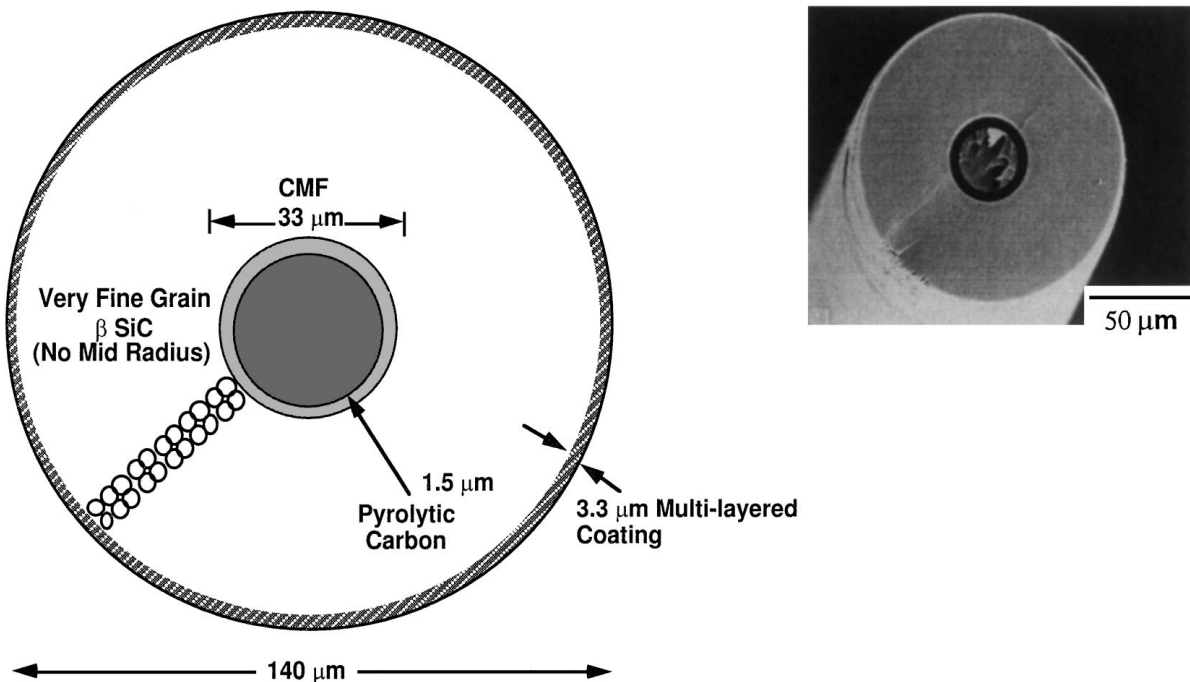 CMF
33 μm
Very Fine Grain
β SiC
(No Mid Radius)
1.5 μm
Pyrolytic
Carbon
3.3 μm Multi-layered
Coating
140 μm
50 μm